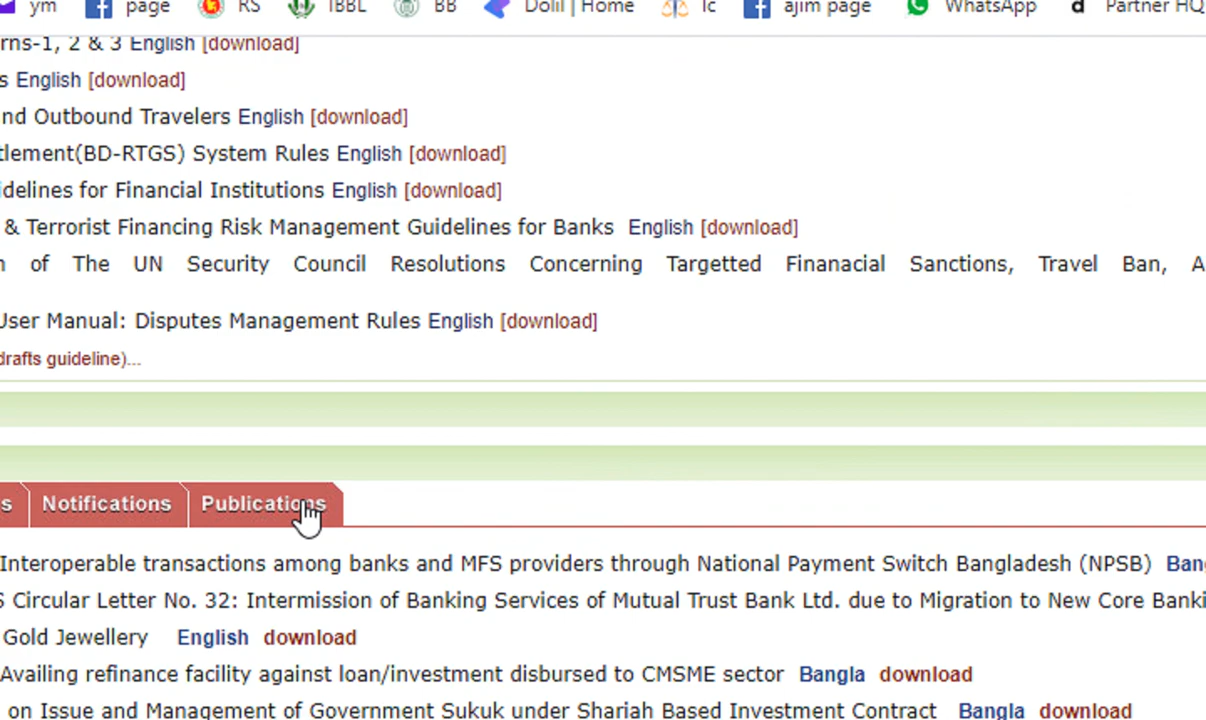 ym page RS IBBL BB Dolil | Home Tc ajim page WhatsApp Partner HQ
rns-1, 2 & 3 English [download]
s English [download]
nd Outbound Travelers English [download]
tlement(BD-RTGS) System Rules English [download]
idelines for Financial Institutions English [download]
& Terrorist Financing Risk Management Guidelines for Banks English [download]
n of The UN Security Council Resolutions Concerning Targetted Finanacial Sanctions, Travel Ban, A
User Manual: Disputes Management Rules English [download]
drafts guideline)...
s Notifications Publications
Interoperable transactions among banks and MFS providers through National Payment Switch Bangladesh (NPSB) Bang
S Circular Letter No. 32: Intermission of Banking Services of Mutual Trust Bank Ltd. due to Migration to New Core Banki
Gold Jewellery English download
Availing refinance facility against loan/investment disbursed to CMSME sector Bangla download
on Issue and Management of Government Sukuk under Shariah Based Investment Contract Bangla download